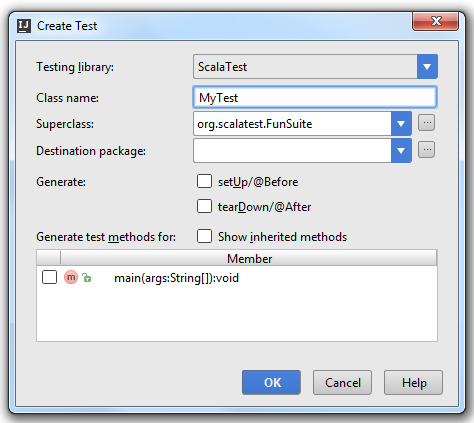 IJ Create Test
Testing library: ScalaTest
Class name: MyTest
Superclass: org.scalatest.FunSuite ...
Destination package: ...
Generate: setUp/@Before
tearDown/@After
Generate test methods for: Show inherited methods
Member
m main(args:String[]):void
OK Cancel Help